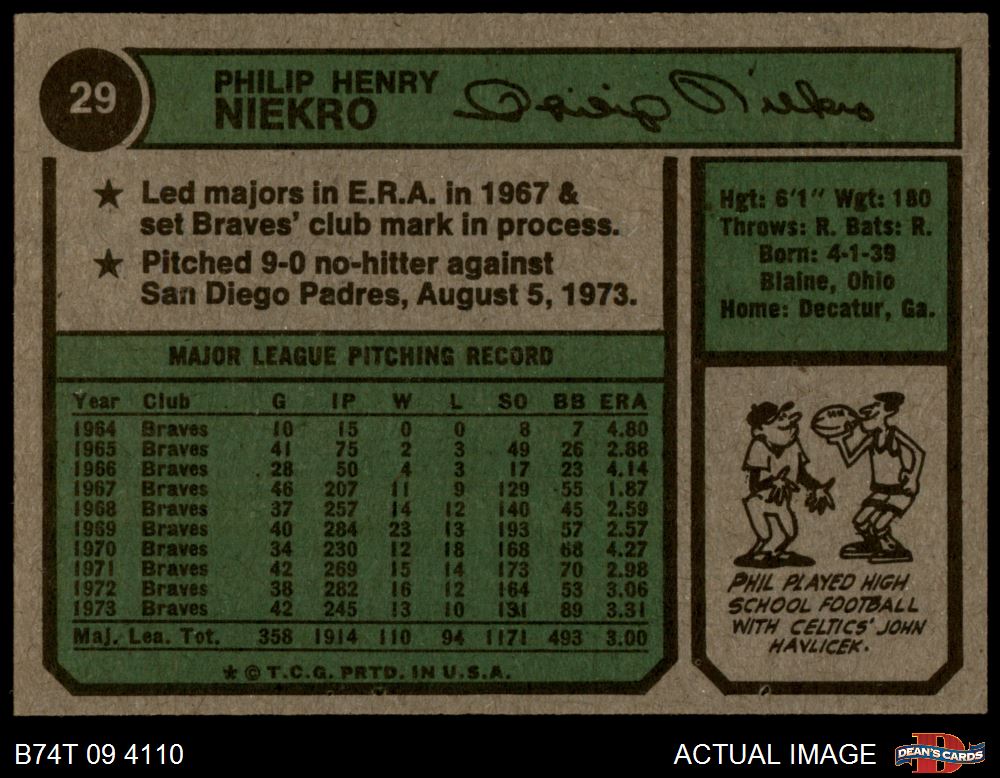 29
PHILIP HENRY
NIEKRO
Philip Niekro
★ Led majors in E.R.A. in 1967 &
set Braves' club mark in process.
★ Pitched 9-0 no-hitter against
San Diego Padres, August 5, 1973.
Hgt: 6'1" Wgt: 180
Throws: R. Bats: R.
Born: 4-1-39
Blaine, Ohio
Home: Decatur, Ga.
MAJOR LEAGUE PITCHING RECORD
Year Club G IP W L SO BB ERA
1964 Braves 10 15 0 0 8 7 4.80
1965 Braves 41 75 2 3 49 26 2.88
1966 Braves 28 50 4 3 17 23 4.14
1967 Braves 46 207 11 9 129 55 1.87
1968 Braves 37 257 14 12 140 45 2.59
1969 Braves 40 284 23 13 193 57 2.57
1970 Braves 34 230 12 18 168 68 4.27
1971 Braves 42 269 15 14 173 70 2.98
1972 Braves 38 282 16 12 164 53 3.06
1973 Braves 42 245 13 10 131 89 3.31
Maj. Lea. Tot. 358 1914 110 94 1171 493 3.00
★ © T.C.G. PRTD. IN U.S.A.
PHIL PLAYED HIGH
SCHOOL FOOTBALL
WITH CELTICS' JOHN
HAVLICEK.
B74T 09 4110
ACTUAL IMAGE
D
DEAN'S CARDS